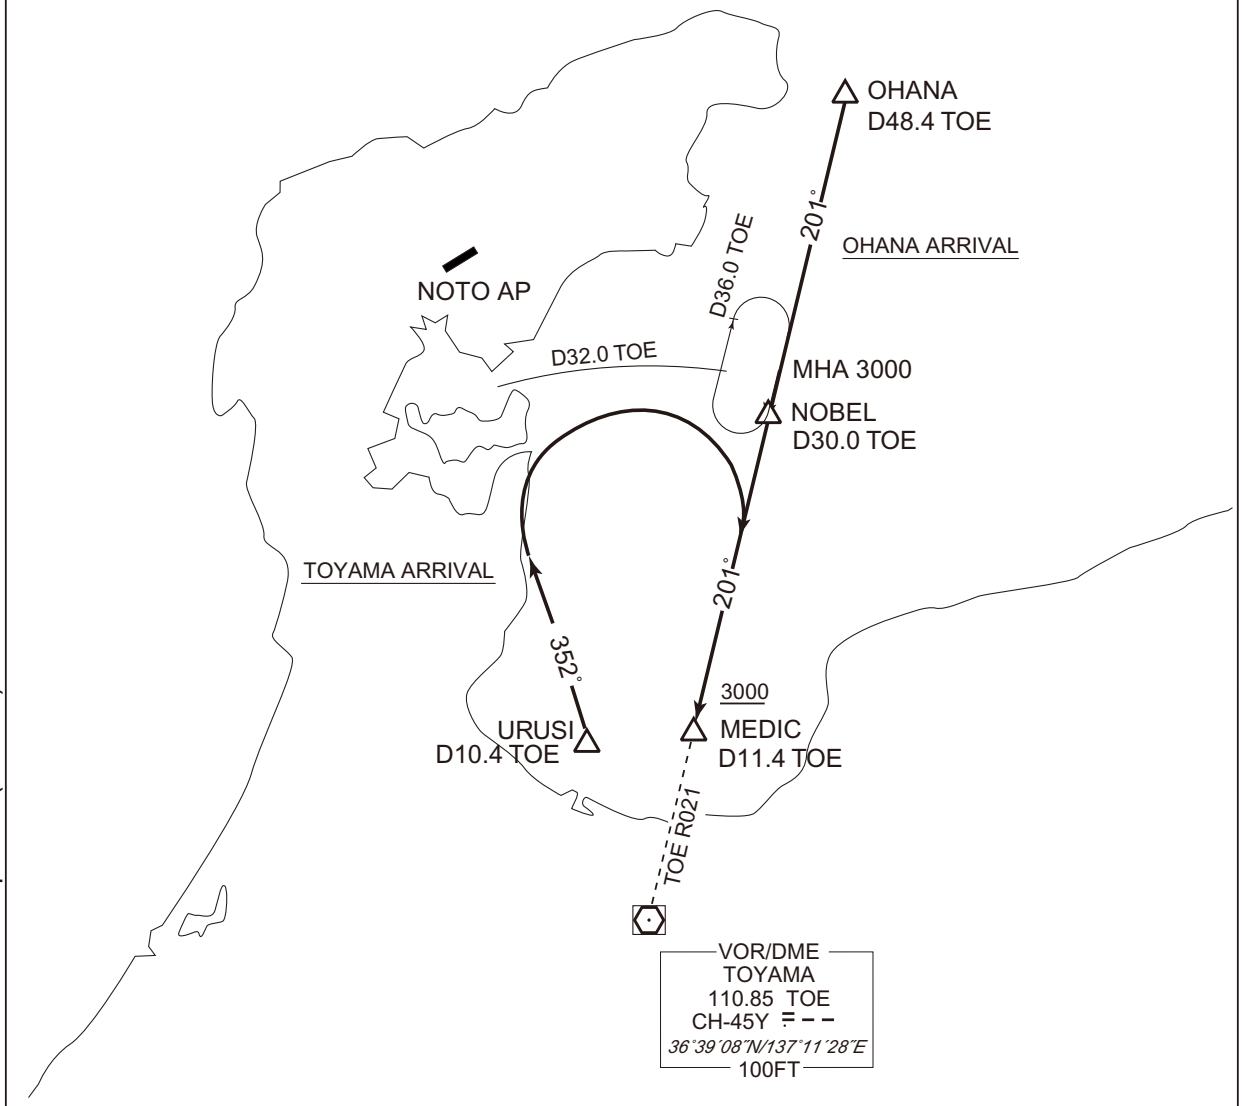 OHANA
D48.4 TOE
201°
OHANA ARRIVAL
D36.0 TOE
NOTO AP
D32.0 TOE
MHA 3000
NOBEL
D30.0 TOE
TOYAMA ARRIVAL
201°
352°
3000
URUSI
D10.4 TOE
MEDIC
D11.4 TOE
TOE R021
VOR/DME
TOYAMA
110.85 TOE
CH-45Y
36°39′08″N/137°11′28″E
100FT